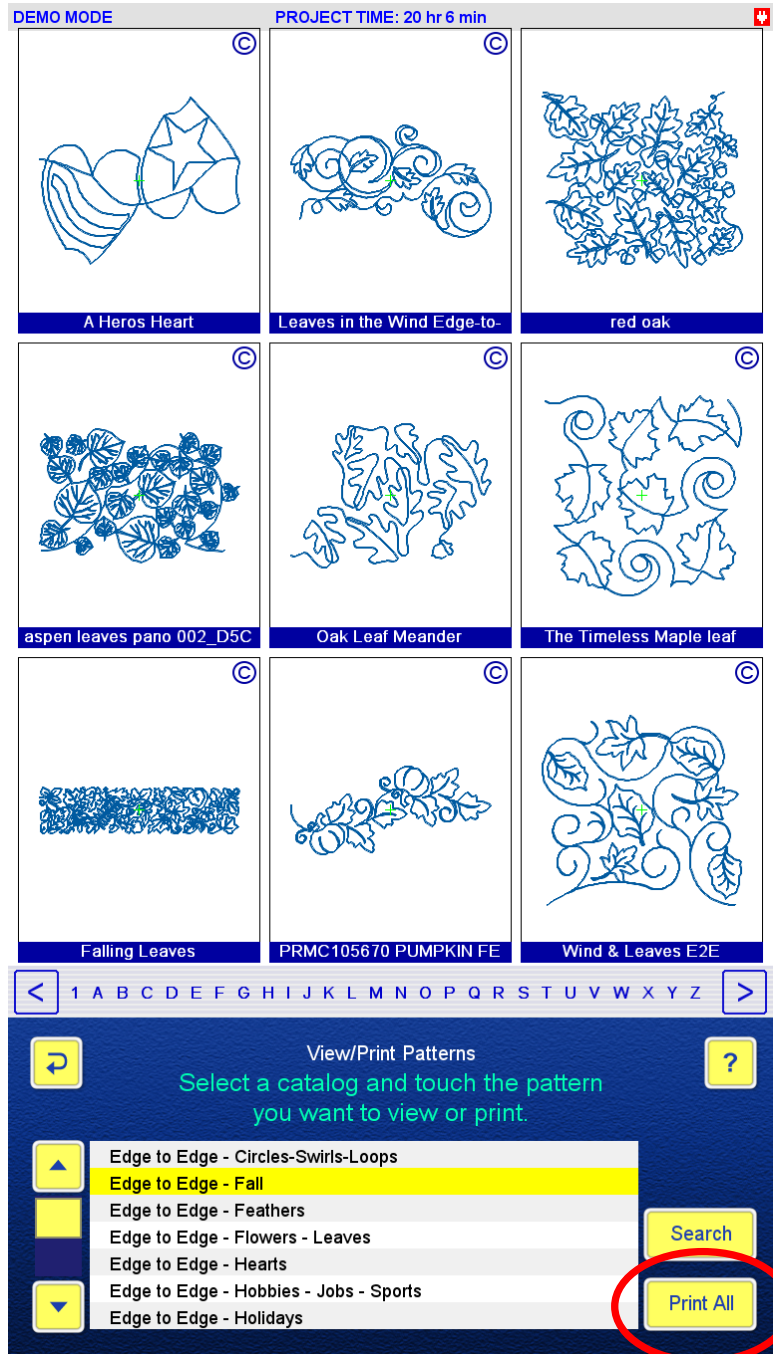 DEMO MODE
PROJECT TIME: 20 hr 6 min
©
©
A Heros Heart
Leaves in the Wind Edge-to-
red oak
©
©
©
aspen leaves pano 002_D5C
Oak Leaf Meander
The Timeless Maple leaf
©
©
©
Falling Leaves
PRMC105670 PUMPKIN FE
Wind & Leaves E2E
< 1 A B C D E F G H I J K L M N O P Q R S T U V W X Y Z >
View/Print Patterns
?
Select a catalog and touch the pattern
you want to view or print.
Edge to Edge - Circles-Swirls-Loops
Edge to Edge - Fall
Edge to Edge - Feathers
Edge to Edge - Flowers - Leaves
Edge to Edge - Hearts
Edge to Edge - Hobbies - Jobs - Sports
Edge to Edge - Holidays
Search
Print All